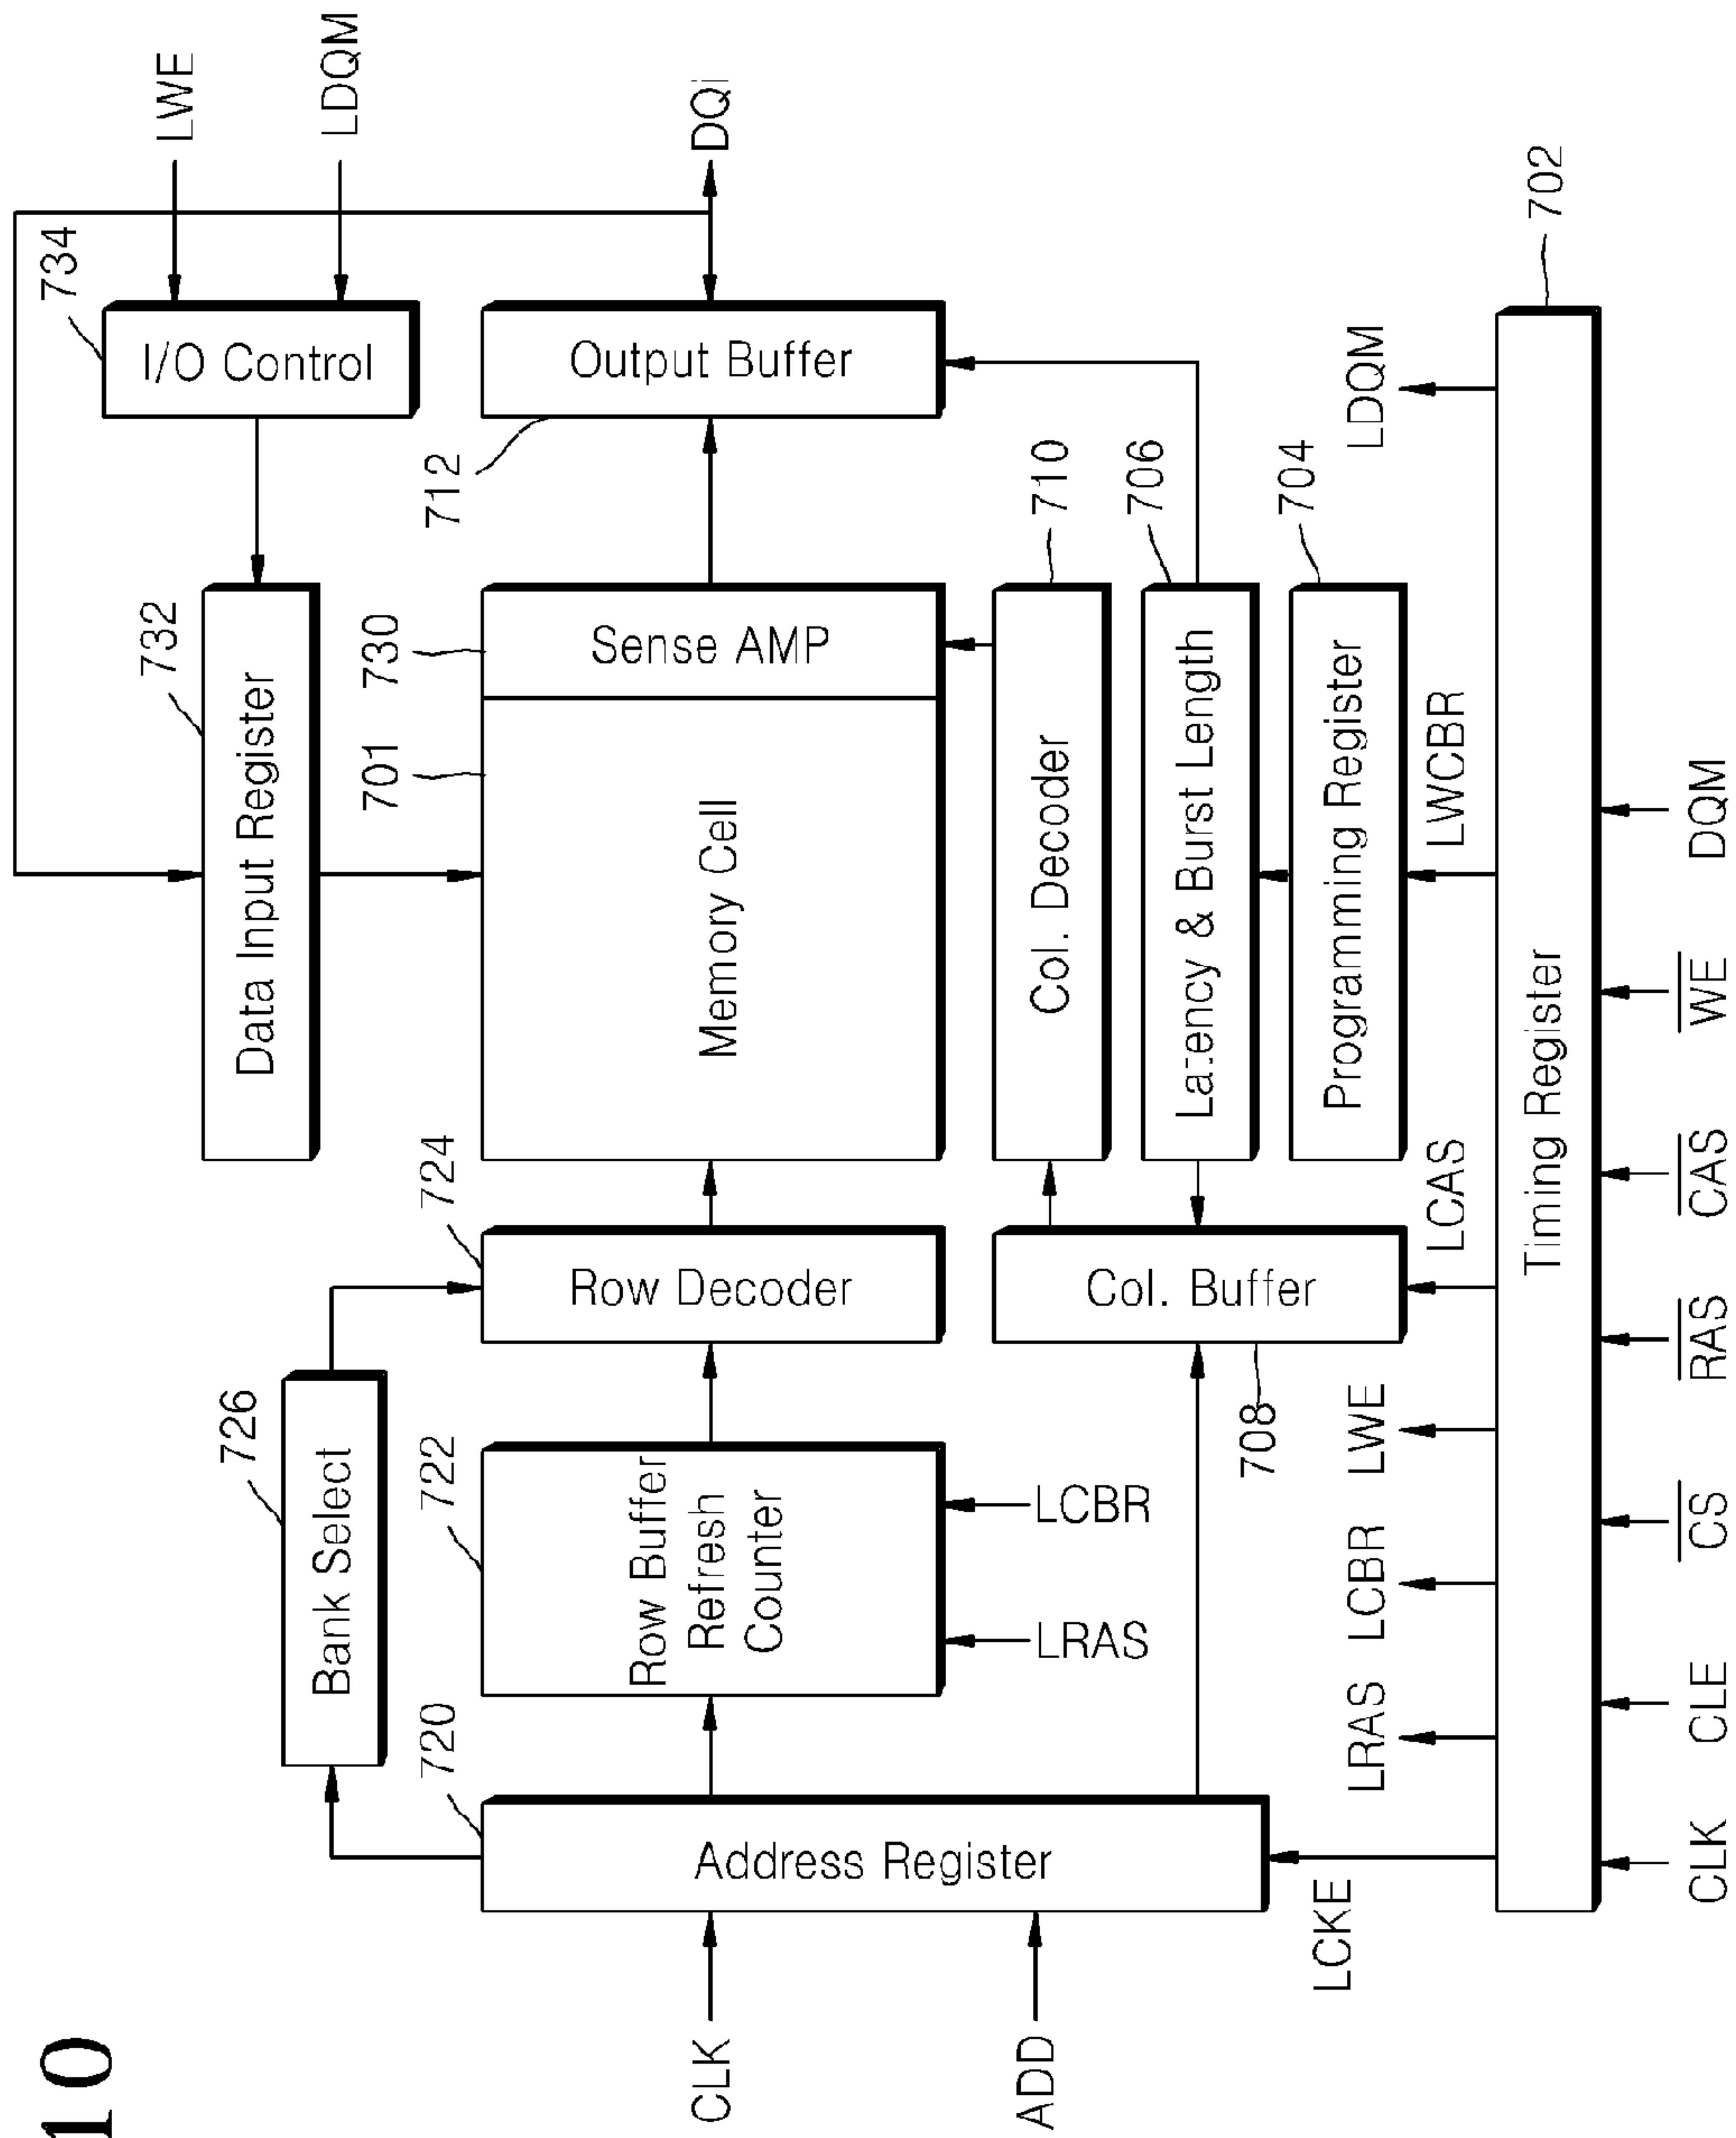 10
LWE
LDQM
734
I/O Control
732
Data Input Register
DQi
Output Buffer
712
730
Sense AMP
701
Memory Cell
724
Row Decoder
726
Bank Select
722
Row Buffer
Refresh
Counter
LCBR
LRAS
720
Address Register
CLK
ADD
710
Col. Decoder
706
Latency & Burst Length
704
Programming Register
708
Col. Buffer
LCKE
LRAS
LCBR
LWE
LCAS
LWCBR
LDQM
702
Timing Register
CLK
CLE
CS
RAS
CAS
WE
DQM